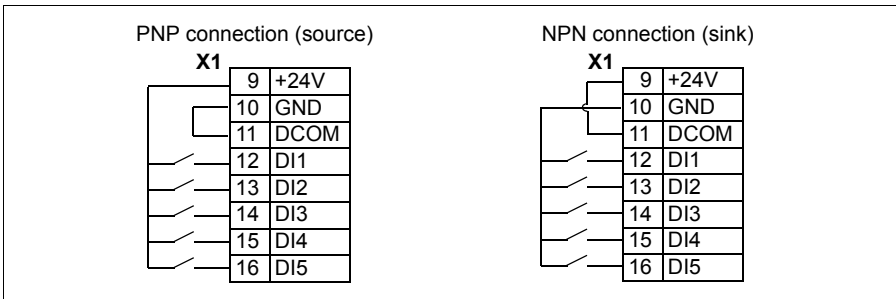 PNP connection (source)
X1
9 +24V
10 GND
11 DCOM
12 DI1
13 DI2
14 DI3
15 DI4
16 DI5
NPN connection (sink)
X1
9 +24V
10 GND
11 DCOM
12 DI1
13 DI2
14 DI3
15 DI4
16 DI5